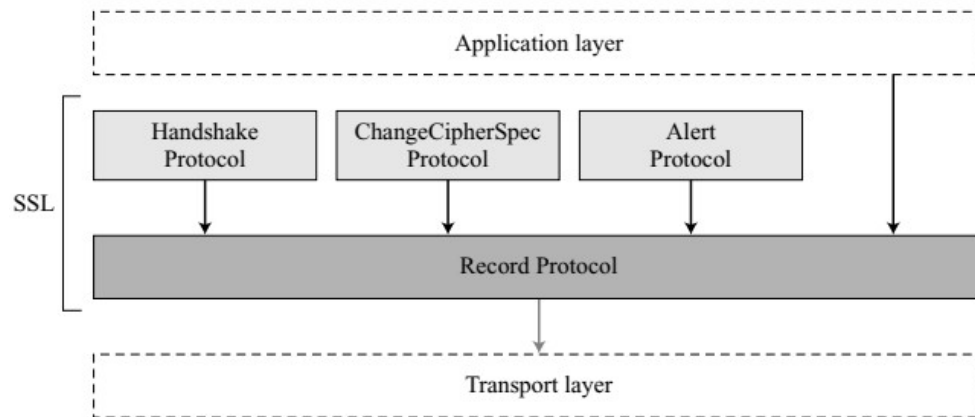 Application layer
Handshake
Protocol
ChangeCipherSpec
Protocol
Alert
Protocol
SSL
Record Protocol
Transport layer